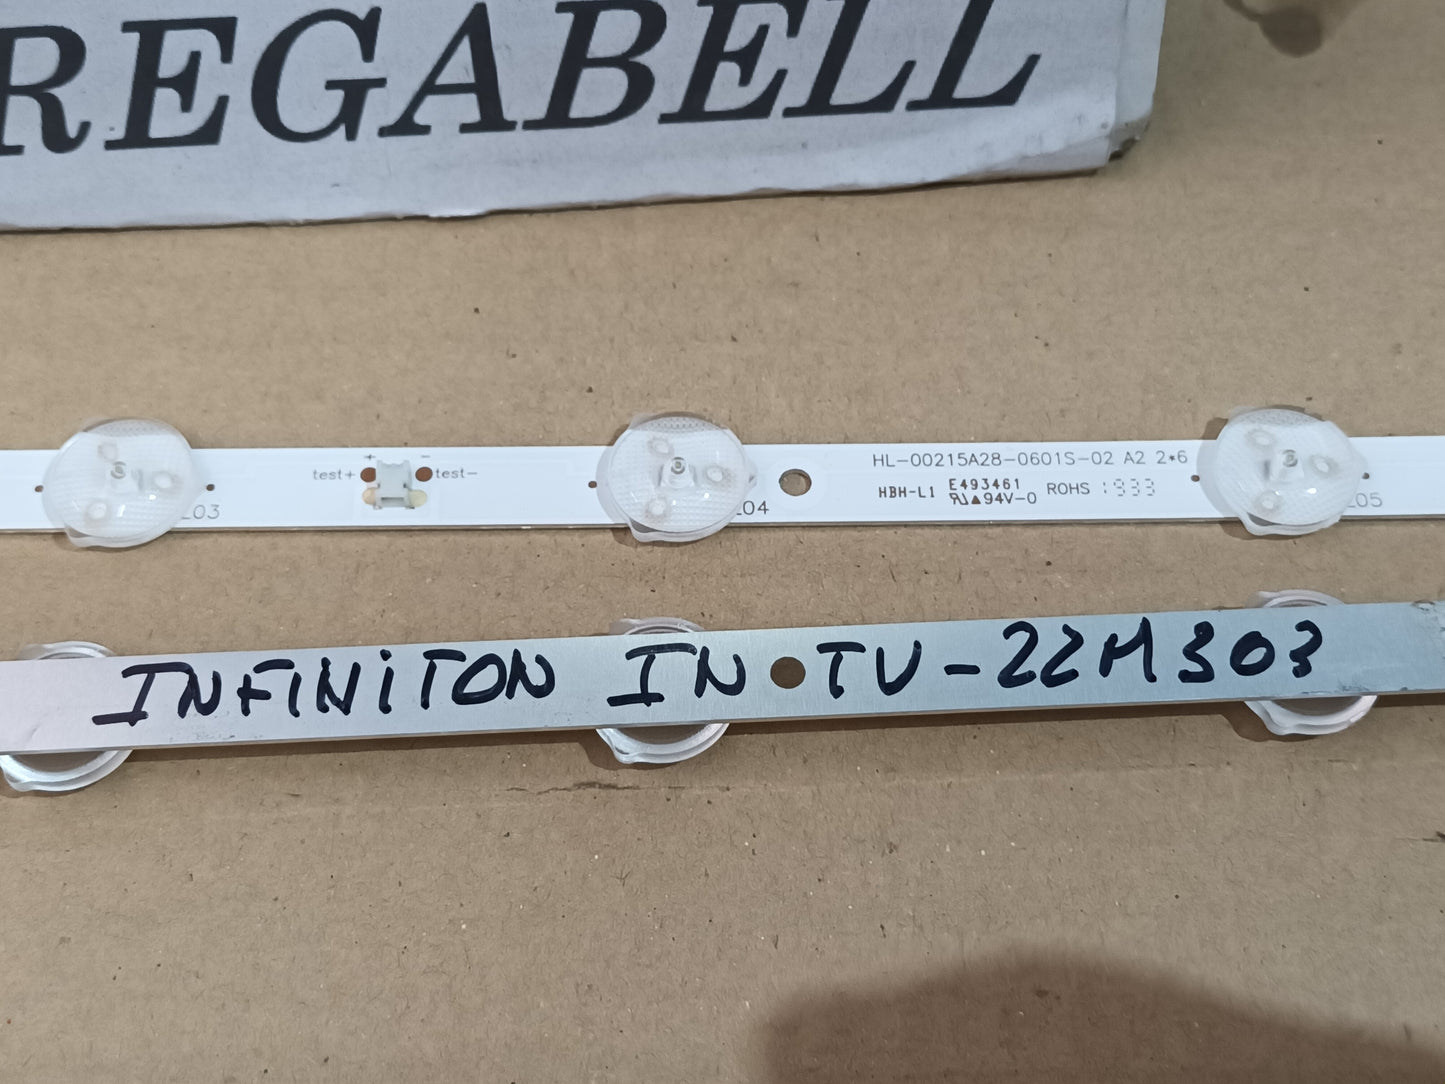 REGABELL
+ -
test+ test-
L03
L04
HL-00215A28-0601S-02 A2 2*6
HBH-L1 E493461 94V-0 ROHS 1933
L05
INFINITON IN TV-22M303